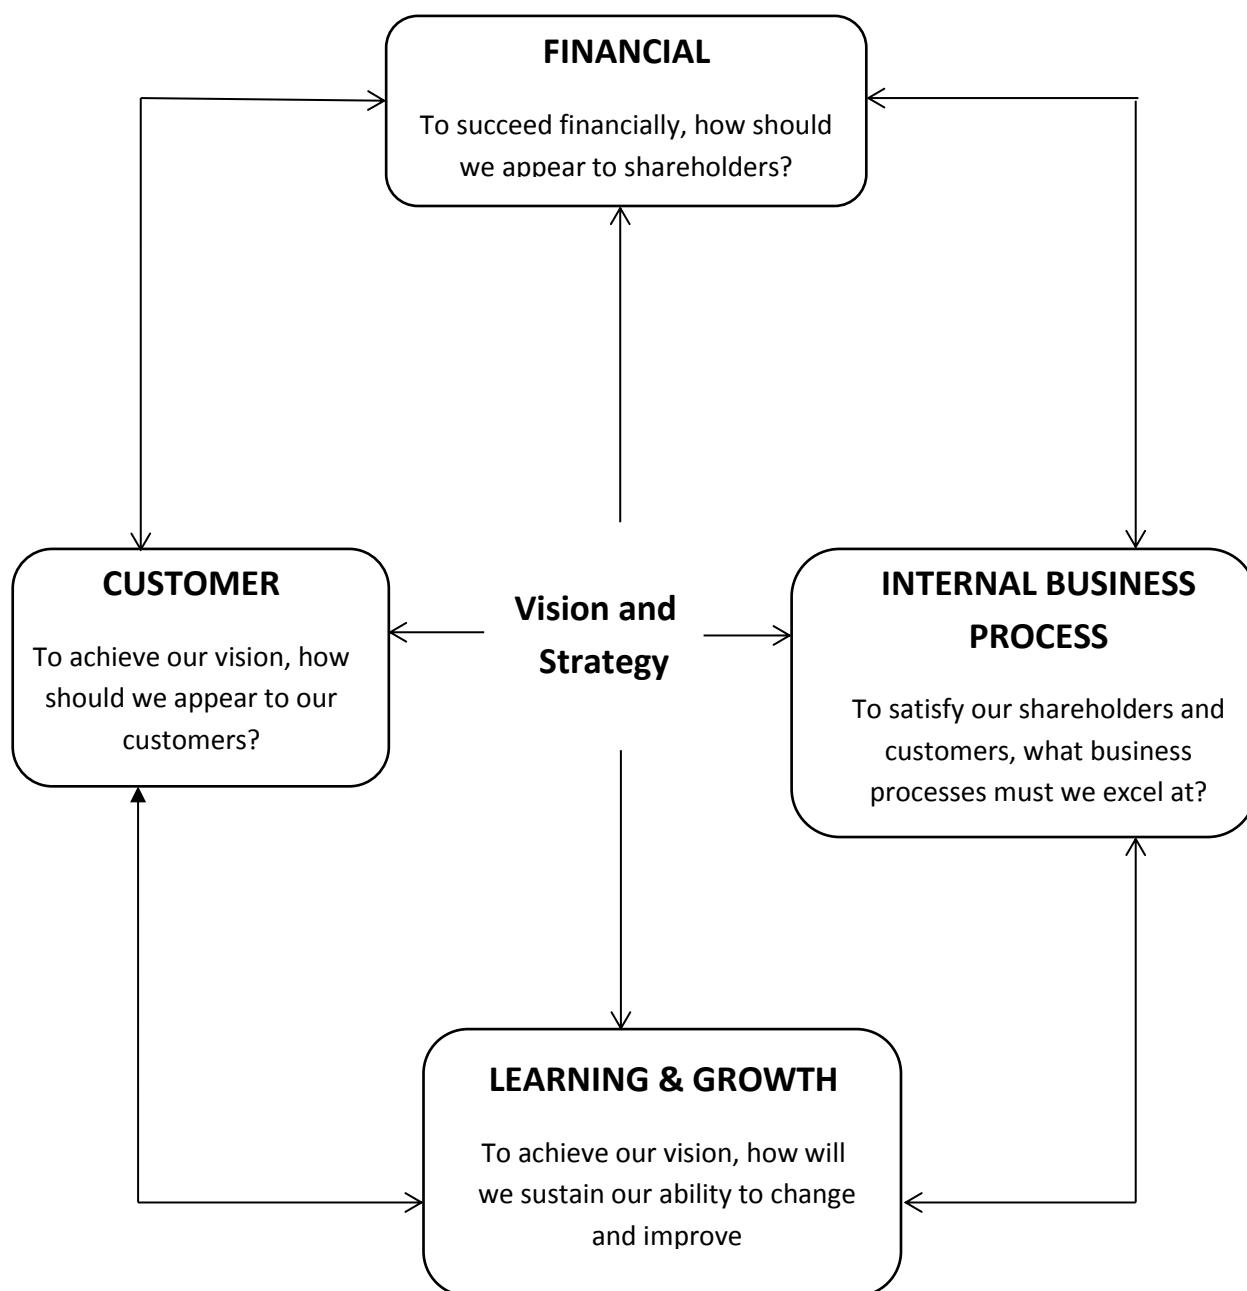 FINANCIAL
To succeed financially, how should
we appear to shareholders?
CUSTOMER
To achieve our vision, how
should we appear to our
customers?
Vision and
Strategy
INTERNAL BUSINESS
PROCESS
To satisfy our shareholders and
customers, what business
processes must we excel at?
LEARNING & GROWTH
To achieve our vision, how will
we sustain our ability to change
and improve